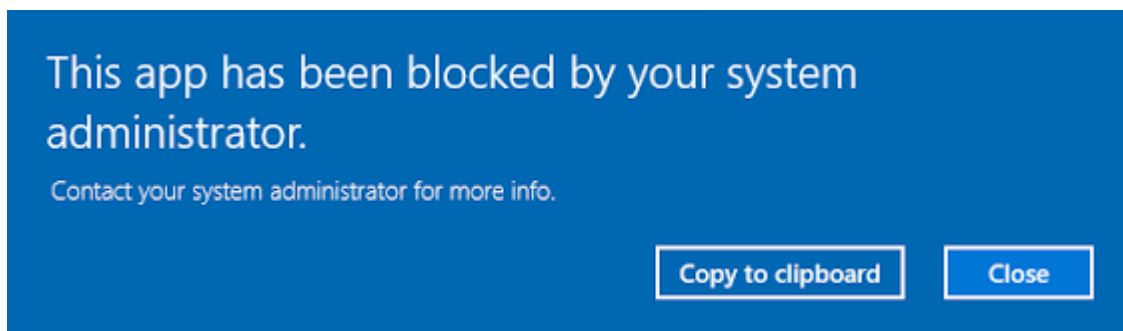 This app has been blocked by your system
administrator.
Contact your system administrator for more info.
Copy to clipboard
Close